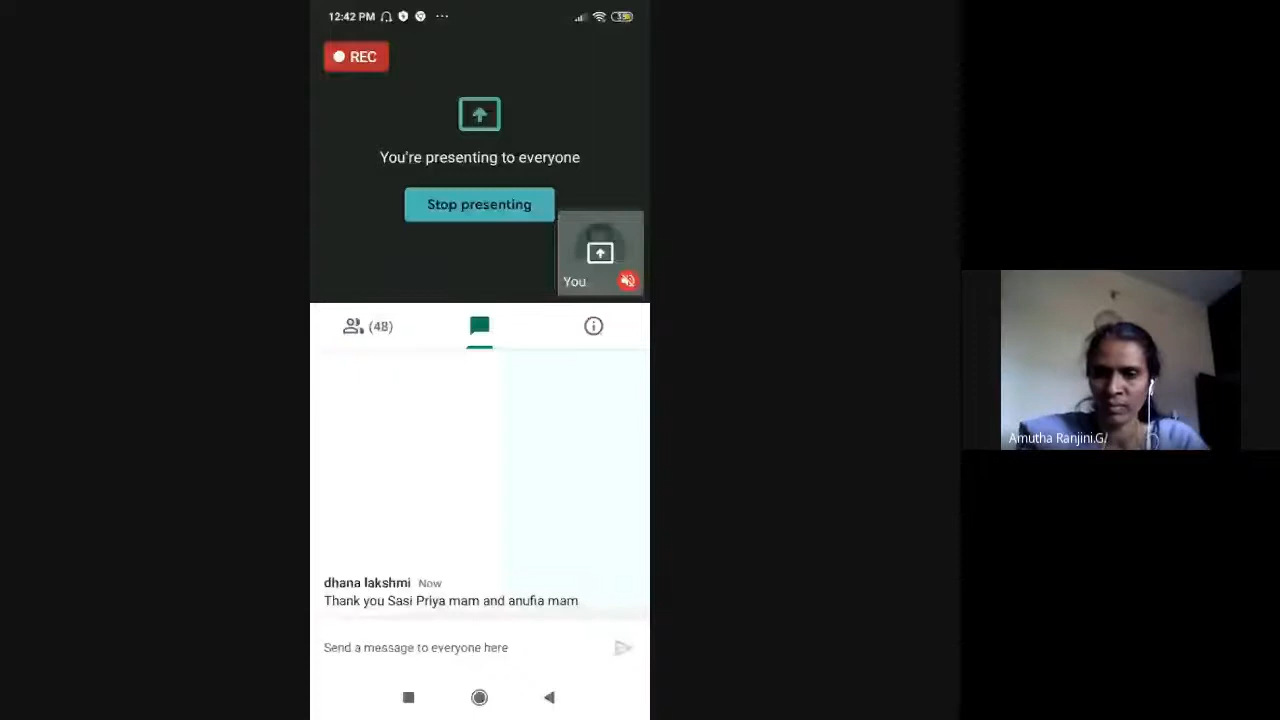 12:42 PM
REC
You're presenting to everyone
Stop presenting
You
(48)
dhana lakshmi Now
Thank you Sasi Priya mam and anufia mam
Send a message to everyone here
Amutha Ranjini.G/